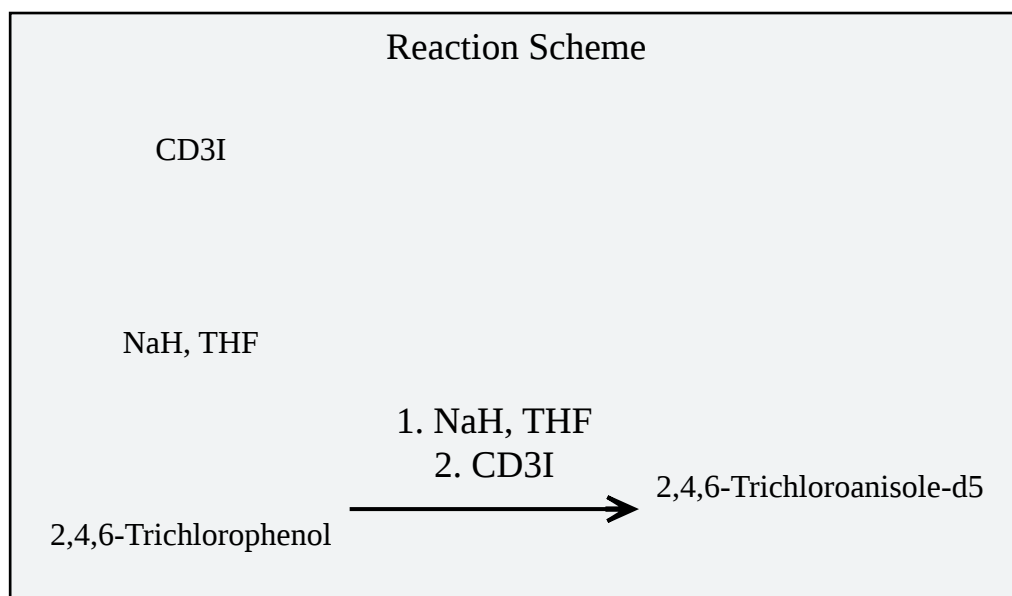 Reaction Scheme
CD3I
NaH, THF
1. NaH, THF
2. CD3I
2,4,6-Trichloroanisole-d5
2,4,6-Trichlorophenol